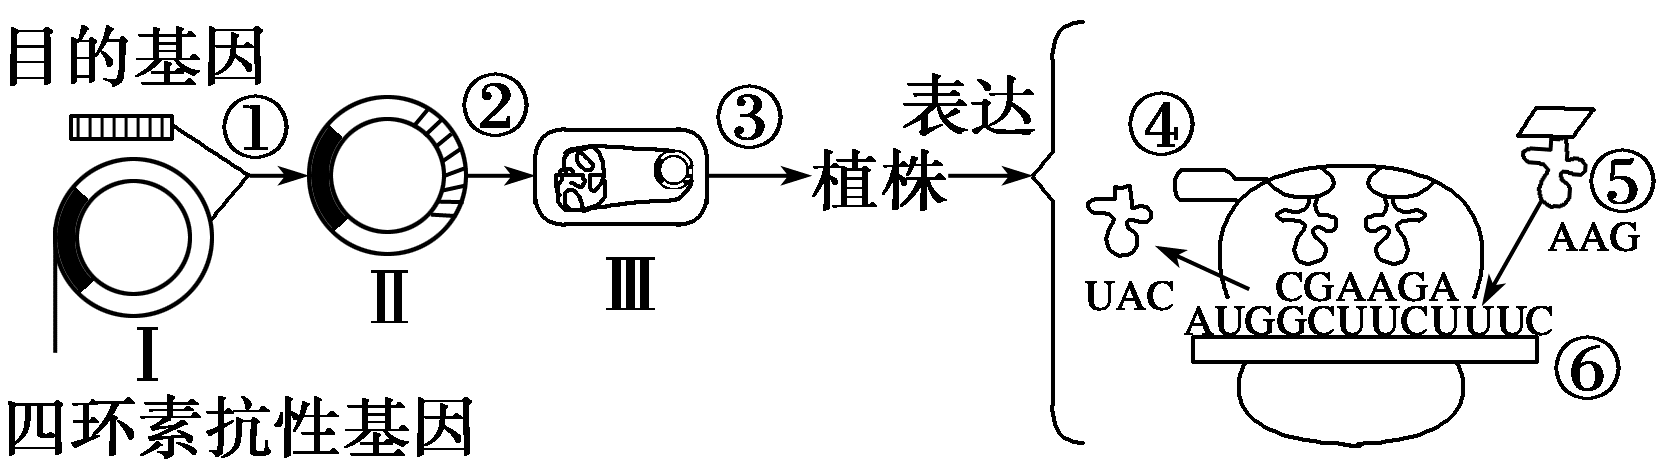 目的基因
①
②
③
表达
④
⑤
植株
AAG
UAC
CGAAGA
AUGGCUUCUUUC
⑥
Ⅰ
Ⅱ
Ⅲ
四环素抗性基因